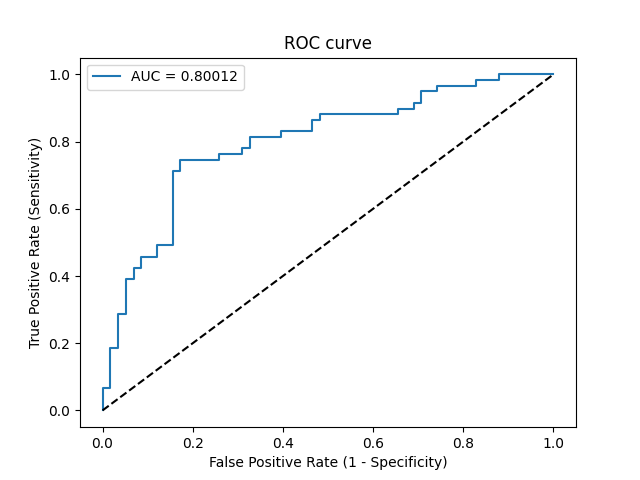 ROC curve
AUC = 0.80012
True Positive Rate (Sensitivity)
1.0
0.8
0.6
0.4
0.2
0.0
0.0 0.2 0.4 0.6 0.8 1.0
False Positive Rate (1 - Specificity)